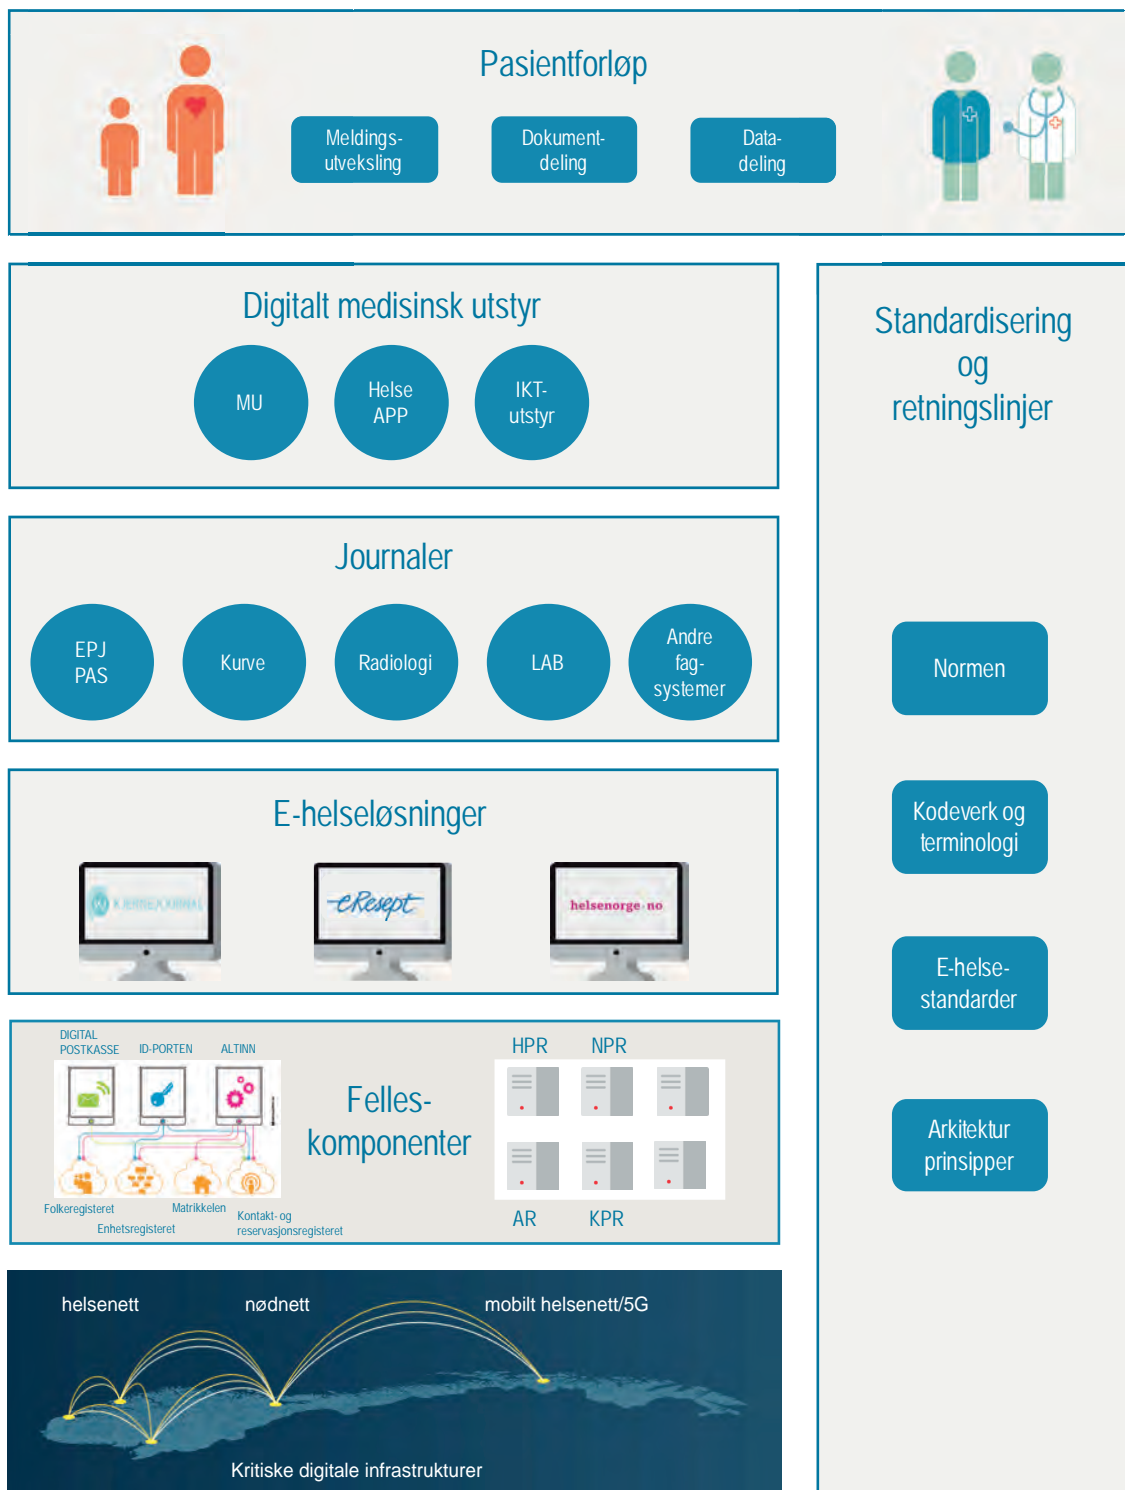 Pasientforløp
Meldings-
utveksling
Dokument-
deling
Data-
deling
Digitalt medisinsk utstyr
MU
Helse
APP
IKT-
utstyr
Standardisering
og
retningslinjer
Normen
Kodeverk og
terminologi
E-helse-
standarder
Arkitektur
prinsipper
Journaler
EPJ
PAS
Kurve
Radiologi
LAB
Andre
fag-
systemer
E-helseløsninger
KJERNEJOURNAL
eResept
helsenorge.no
DIGITAL
POSTKASSE
ID-PORTEN
ALTINN
Folkeregisteret
Enhetsregisteret
Matrikkelen
Kontakt- og
reservasjonsregisteret
Felles-
komponenter
HPR
NPR
AR
KPR
helsenett
nødnett
mobilt helsenett/5G
Kritiske digitale infrastrukturer